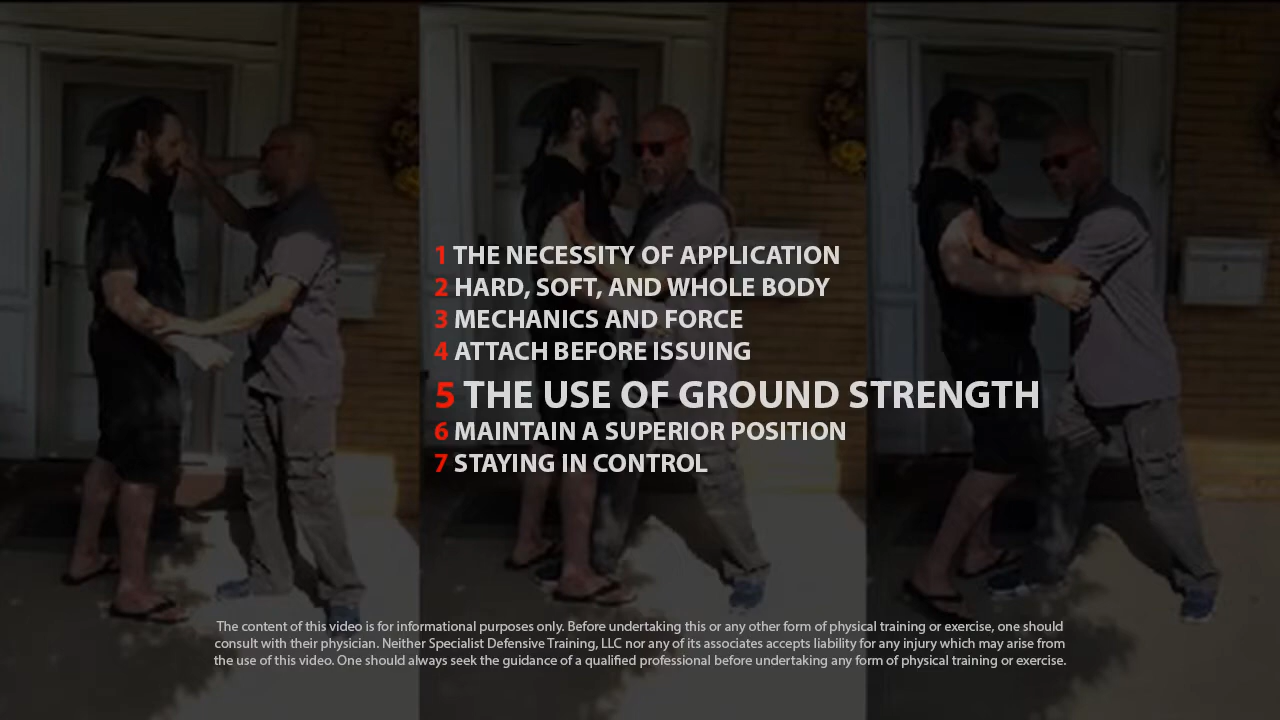 1 THE NECESSITY OF APPLICATION
2 HARD, SOFT, AND WHOLE BODY
3 MECHANICS AND FORCE
4 ATTACH BEFORE ISSUING
5 THE USE OF GROUND STRENGTH
6 MAINTAIN A SUPERIOR POSITION
7 STAYING IN CONTROL
The content of this video is for informational purposes only. Before undertaking this or any other form of physical training or exercise, one should
consult with their physician. Neither Specialist Defensive Training, LLC nor any of its associates accepts liability for any injury which may arise from
the use of this video. One should always seek the guidance of a qualified professional before undertaking any form of physical training or exercise.